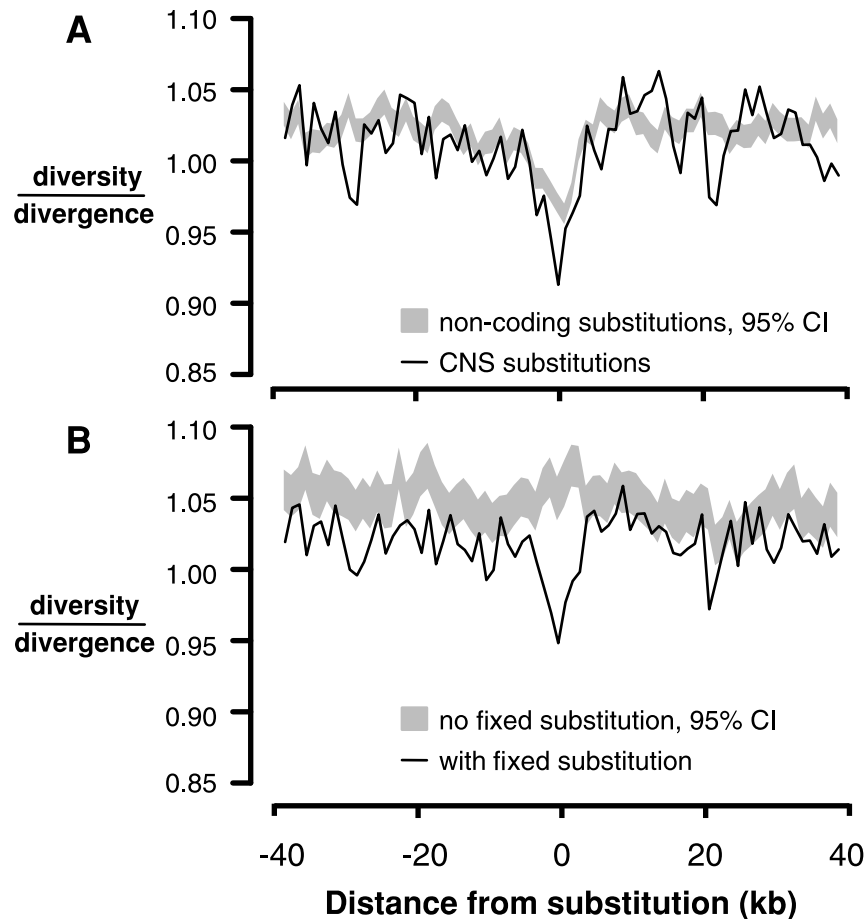 A
1.10
1.05
1.00
0.95
0.90
0.85
diversity
divergence
non-coding substitutions, 95% CI
CNS substitutions
B
1.10
1.05
1.00
0.95
0.90
0.85
diversity
divergence
no fixed substitution, 95% CI
with fixed substitution
-40 -20 0 20 40
Distance from substitution (kb)